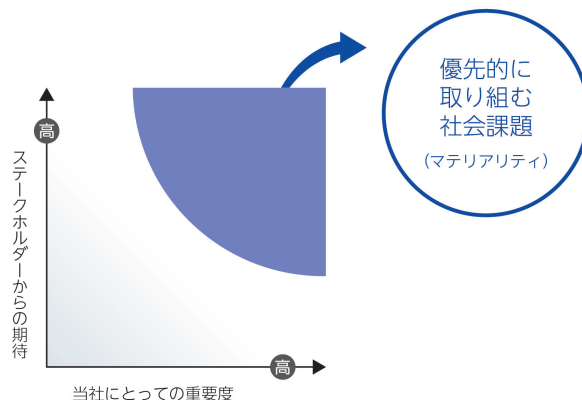 優先的に
取り組む
社会課題
（マテリアリティ）
高
ステークホルダーからの期待
高
当社にとっての重要度